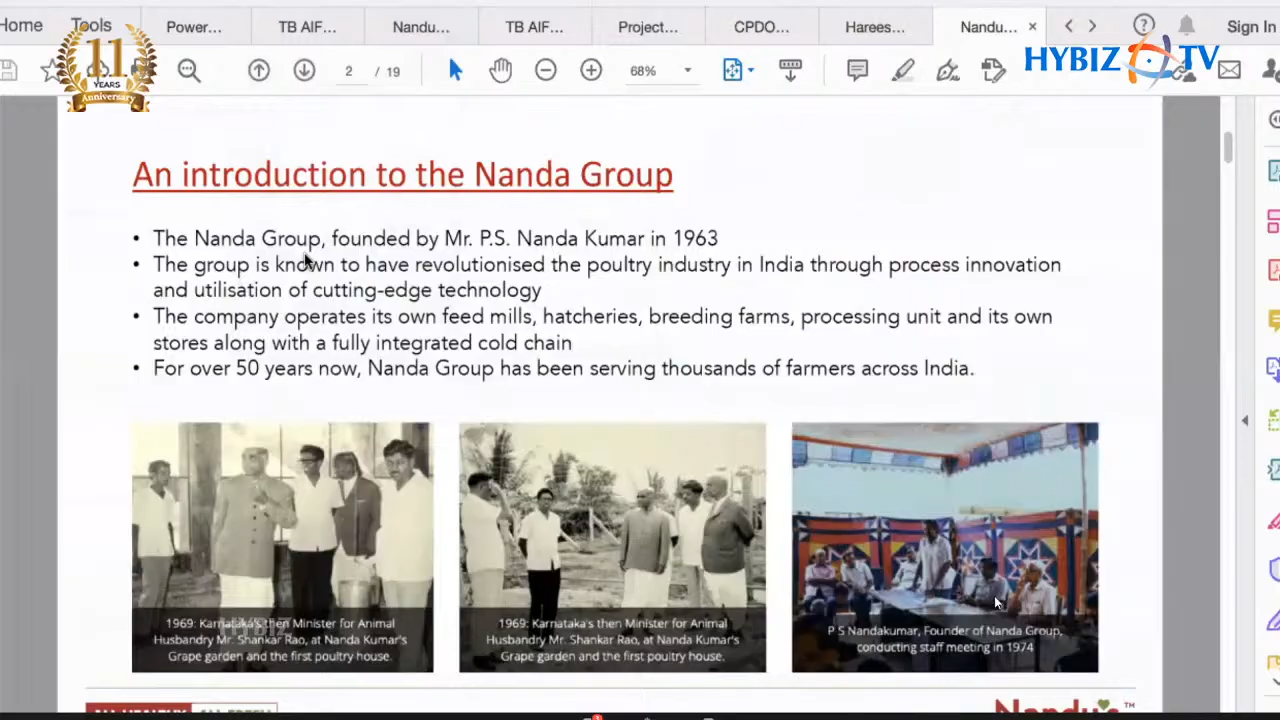 Home
Tools
Power...
TB AIF...
Nandu...
TB AIF...
Project...
CPDO...
Harees...
Nandu... ×
Sign In
11
YEARS
Anniversary
2 / 19
68%
HYBIZ TV
An introduction to the Nanda Group
• The Nanda Group, founded by Mr. P.S. Nanda Kumar in 1963
• The group is known to have revolutionised the poultry industry in India through process innovation
and utilisation of cutting-edge technology
• The company operates its own feed mills, hatcheries, breeding farms, processing unit and its own
stores along with a fully integrated cold chain
• For over 50 years now, Nanda Group has been serving thousands of farmers across India.
1969: Karnataka's then Minister for Animal
Husbandry Mr. Shankar Rao, at Nanda Kumar's
Grape garden and the first poultry house.
1969: Karnataka's then Minister for Animal
Husbandry Mr. Shankar Rao, at Nanda Kumar's
Grape garden and the first poultry house.
P S Nandakumar, Founder of Nanda Group,
conducting staff meeting in 1974
Nandu's™